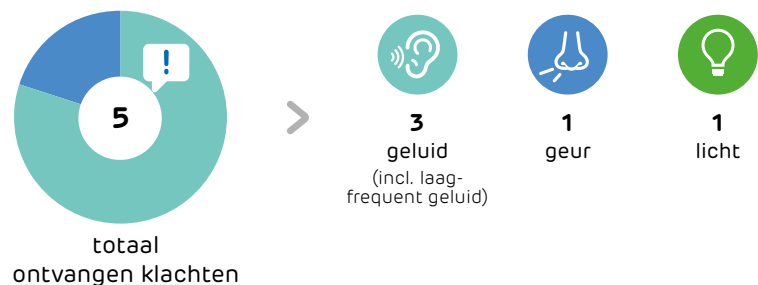 !
5
totaal
ontvangen klachten
3
geluid
(incl. laag-
frequent geluid)
1
geur
1
licht